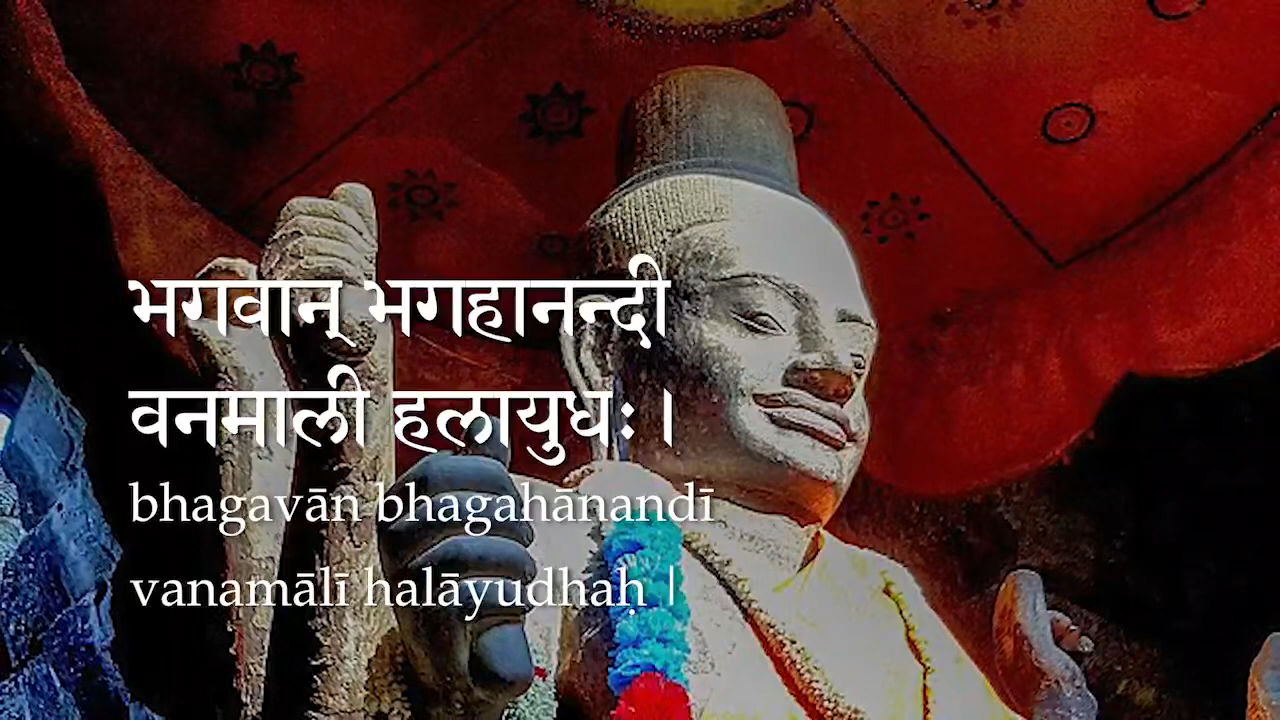 भगवान् भगहानन्दी
वनमाली हलायुधः ।
bhagavān bhagahānandī
vanamālī halāyudhaḥ |